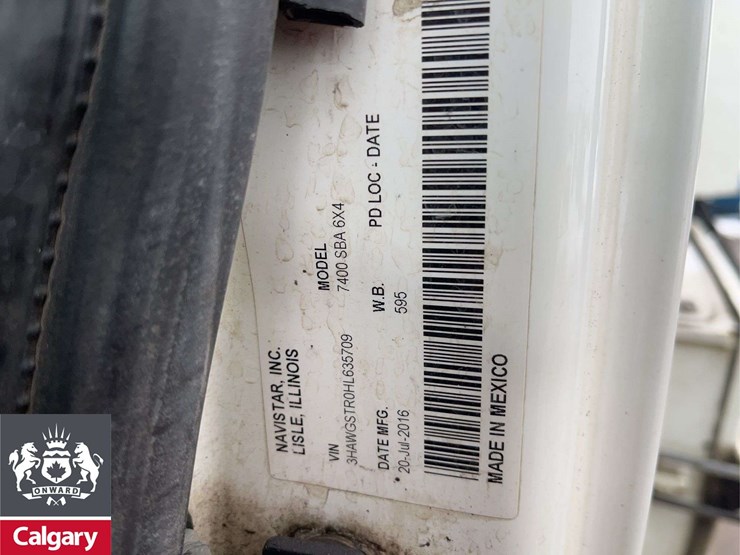 NAVISTAR, INC.
LISLE, ILLINOIS
MODEL
VIN
7400 SBA 6X4
3HAWGSTR0HL635709
DATE MFG.
W.B.
PD LOC - DATE
20-Jul-2016
595
MADE IN MEXICO
ONWARD
Calgary